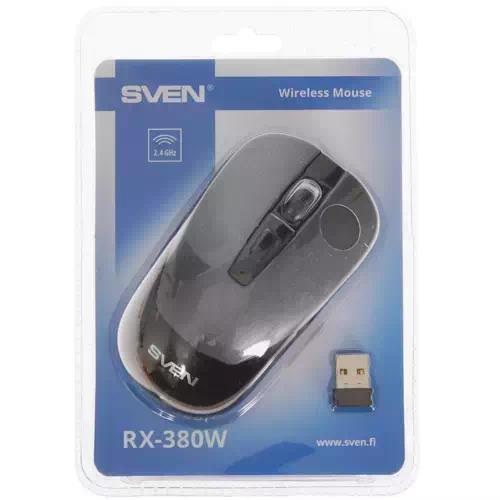 SVEN®
Wireless Mouse
2.4 GHz
SVEN
RX-380W
www.sven.fi